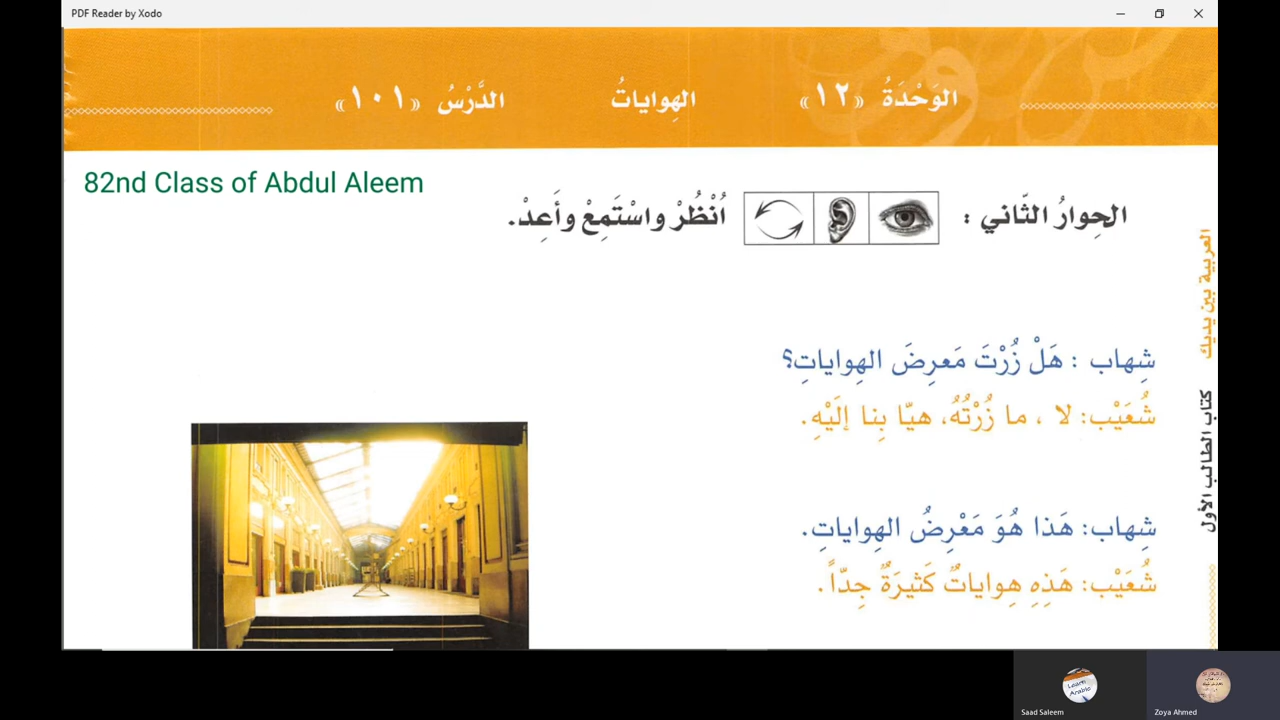 PDF Reader by Xodo
الوَحْدَةُ «١٢» الهِواياتُ الدَّرْسُ «١٠١»
82nd Class of Abdul Aleem
الحِوارُ الثّاني : اُنْظُرْ واسْتَمِعْ وأَعِدْ.
شِهاب : هَلْ زُرْتَ مَعرِضَ الهِواياتِ؟
شُعَيْب: لا ، ما زُرْتُهُ، هيّا بِنا إلَيْهِ.
شِهاب: هَذا هُوَ مَعْرِضُ الهِواياتِ.
شُعَيْب: هَذِهِ هِواياتٌ كَثيرَةٌ جِدّاً.
العربية بين يديك
كتاب الطالب الأول
Saad Saleem
Learn Arabic
Zoya Ahmed